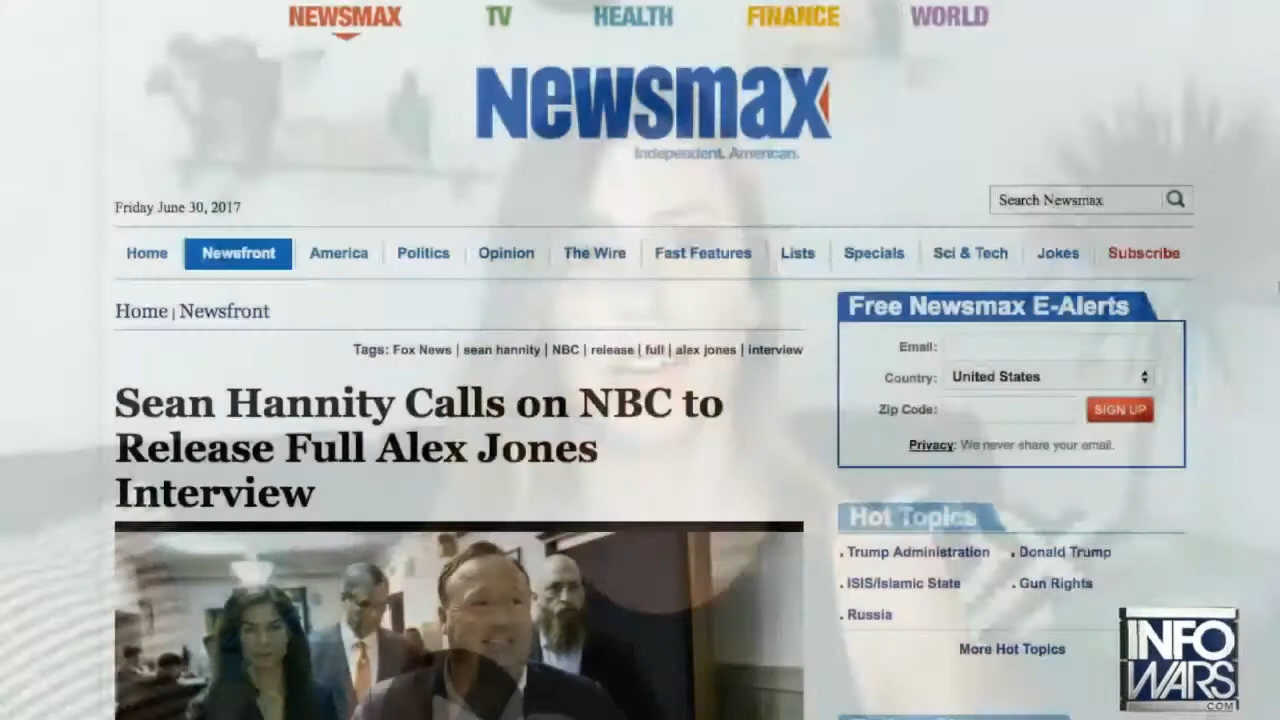 NEWSMAX TV HEALTH FINANCE WORLD
Newsmax
Independent. American.
Friday June 30, 2017
Search Newsmax
Home Newsfront America Politics Opinion The Wire Fast Features Lists Specials Sci & Tech Jokes Subscribe
Home | Newsfront
Tags: Fox News | sean hannity | NBC | release | full | alex jones | interview
Sean Hannity Calls on NBC to
Release Full Alex Jones
Interview
Free Newsmax E-Alerts
Email:
Country: United States
Zip Code: SIGN UP
Privacy: We never share your email.
Hot Topics
. Trump Administration . Donald Trump
. ISIS/Islamic State . Gun Rights
. Russia
More Hot Topics
INFO
WARS
.COM